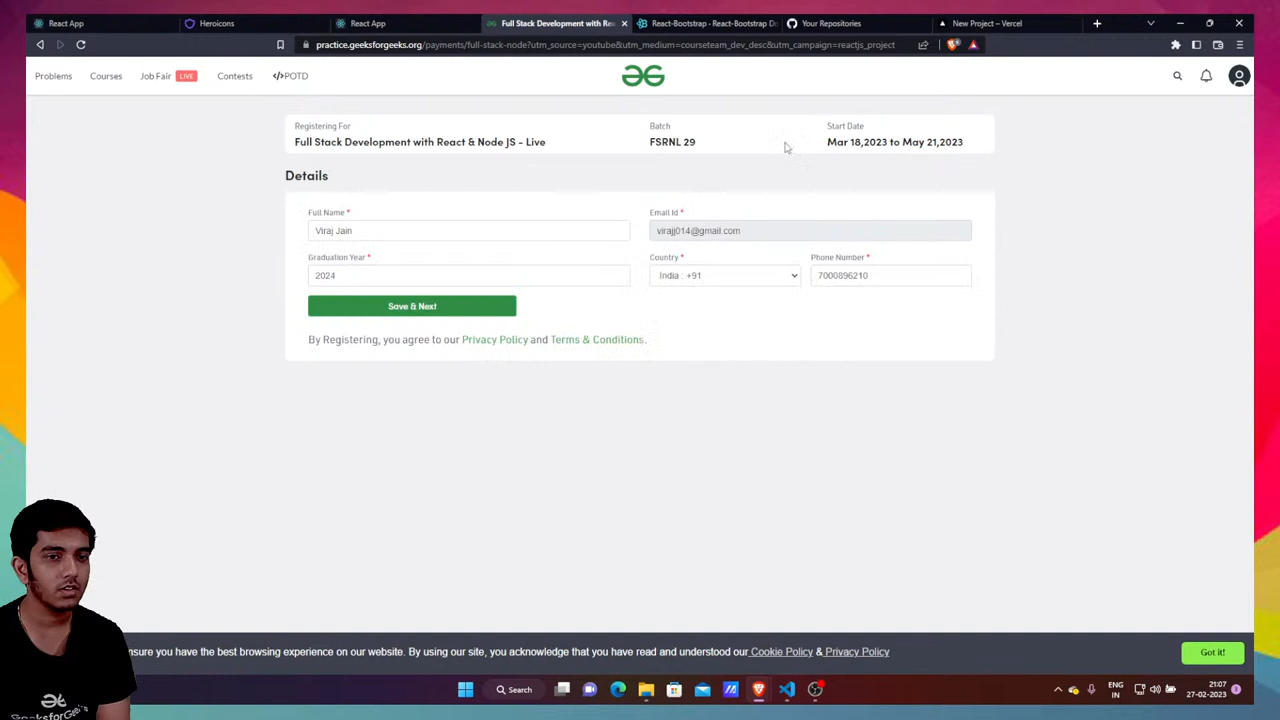 React App
Heroicons
React App
Full Stack Development with Re
React-Bootstrap - React-Bootstrap Do
Your Repositories
New Project – Vercel
practice.geeksforgeeks.org/payments/full-stack-node?utm_source=youtube&utm_medium=courseteam_dev_desc&utm_campaign=reactjs_project
Problems
Courses
Job Fair LIVE
Contests
</>POTD
Registering For
Full Stack Development with React & Node JS - Live
Batch
FSRNL 29
Start Date
Mar 18,2023 to May 21,2023
Details
Full Name *
Viraj Jain
Email Id *
virajj014@gmail.com
Graduation Year *
2024
Country *
India : +91
Phone Number *
7000896210
Save & Next
By Registering, you agree to our Privacy Policy and Terms & Conditions.
nsure you have the best browsing experience on our website. By using our site, you acknowledge that you have read and understood our Cookie Policy & Privacy Policy
Got it!
Search
ENG
IN
21:07
27-02-2023
GeeksforGeeks